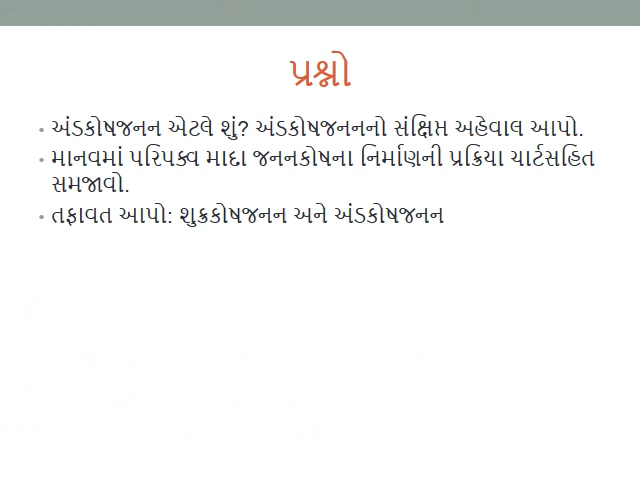 પ્રશ્નો
• અંડકોષજનન એટલે શું? અંડકોષજનનનો સંક્ષિપ્ત અહેવાલ આપો.
• માનવમાં પરિપક્વ માદા જનનકોષના નિર્માણની પ્રક્રિયા ચાર્ટસહિત
સમજાવો.
• તફાવત આપો: શુક્રકોષજનન અને અંડકોષજનન